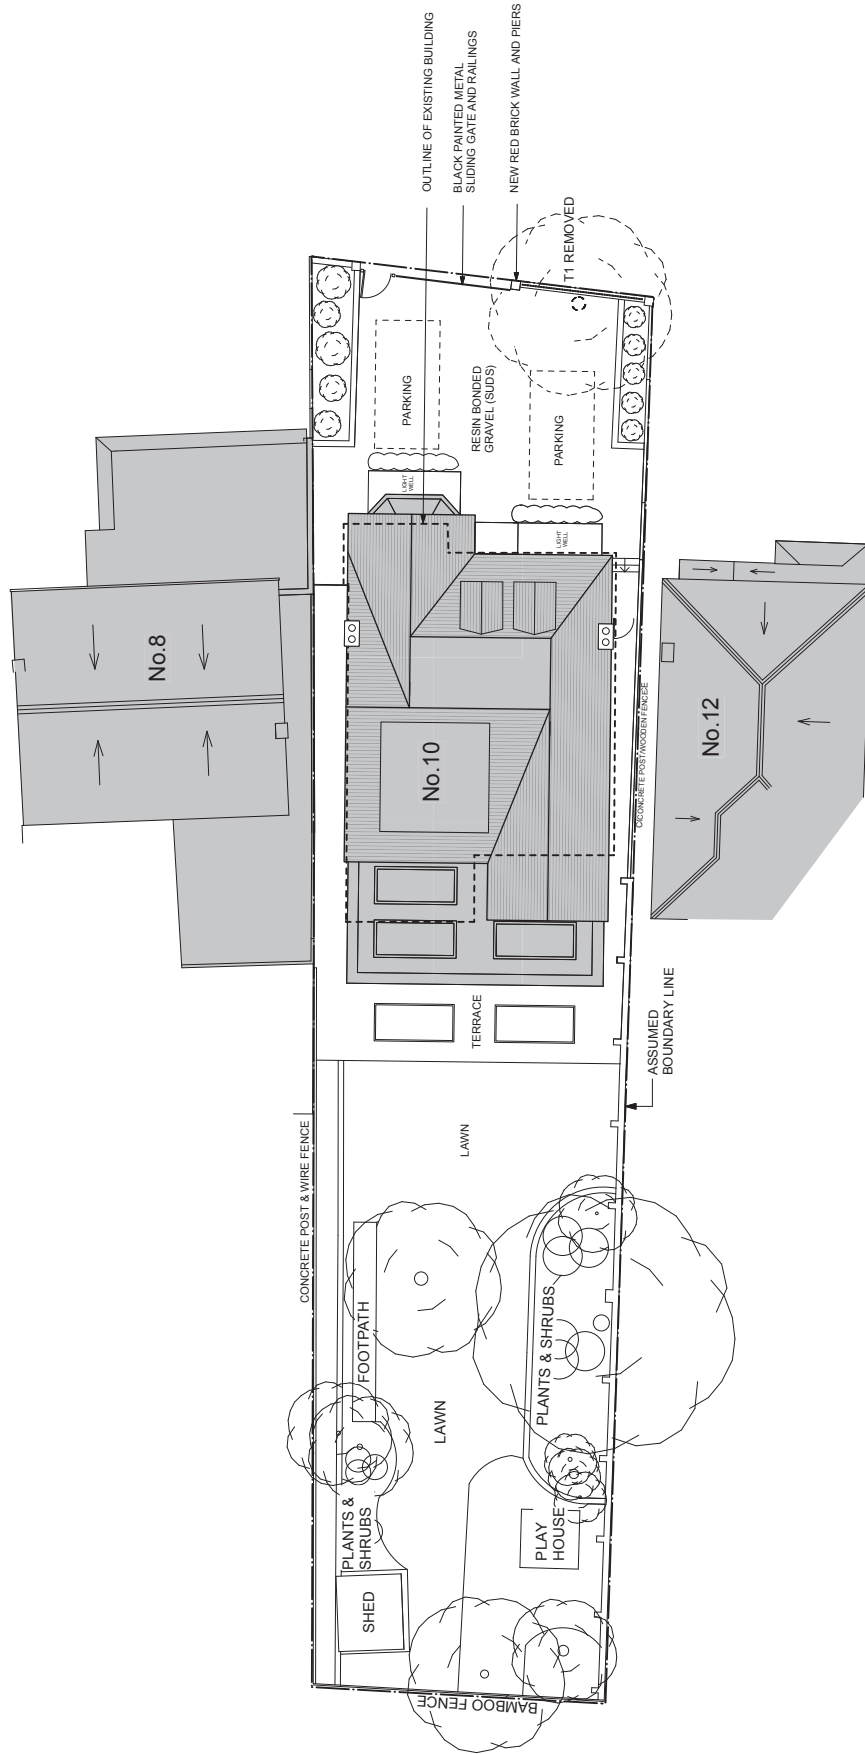 OUTLINE OF EXISTING BUILDING
BLACK PAINTED METAL
SLIDING GATE AND RAILINGS
NEW RED BRICK WALL AND PIERS
T1 REMOVED
PARKING
RESIN BONDED
GRAVEL (SUDS)
PARKING
LIGHT
WELL
LIGHT
WELL
No.8
No.10
No.12
C/CONCRETE POST/WOODEN FENCE
TERRACE
ASSUMED
BOUNDARY LINE
LAWN
CONCRETE POST & WIRE FENCE
FOOTPATH
PLANTS & SHRUBS
LAWN
PLANTS &
SHRUBS
PLAY
HOUSE
SHED
BAMBOO FENCE